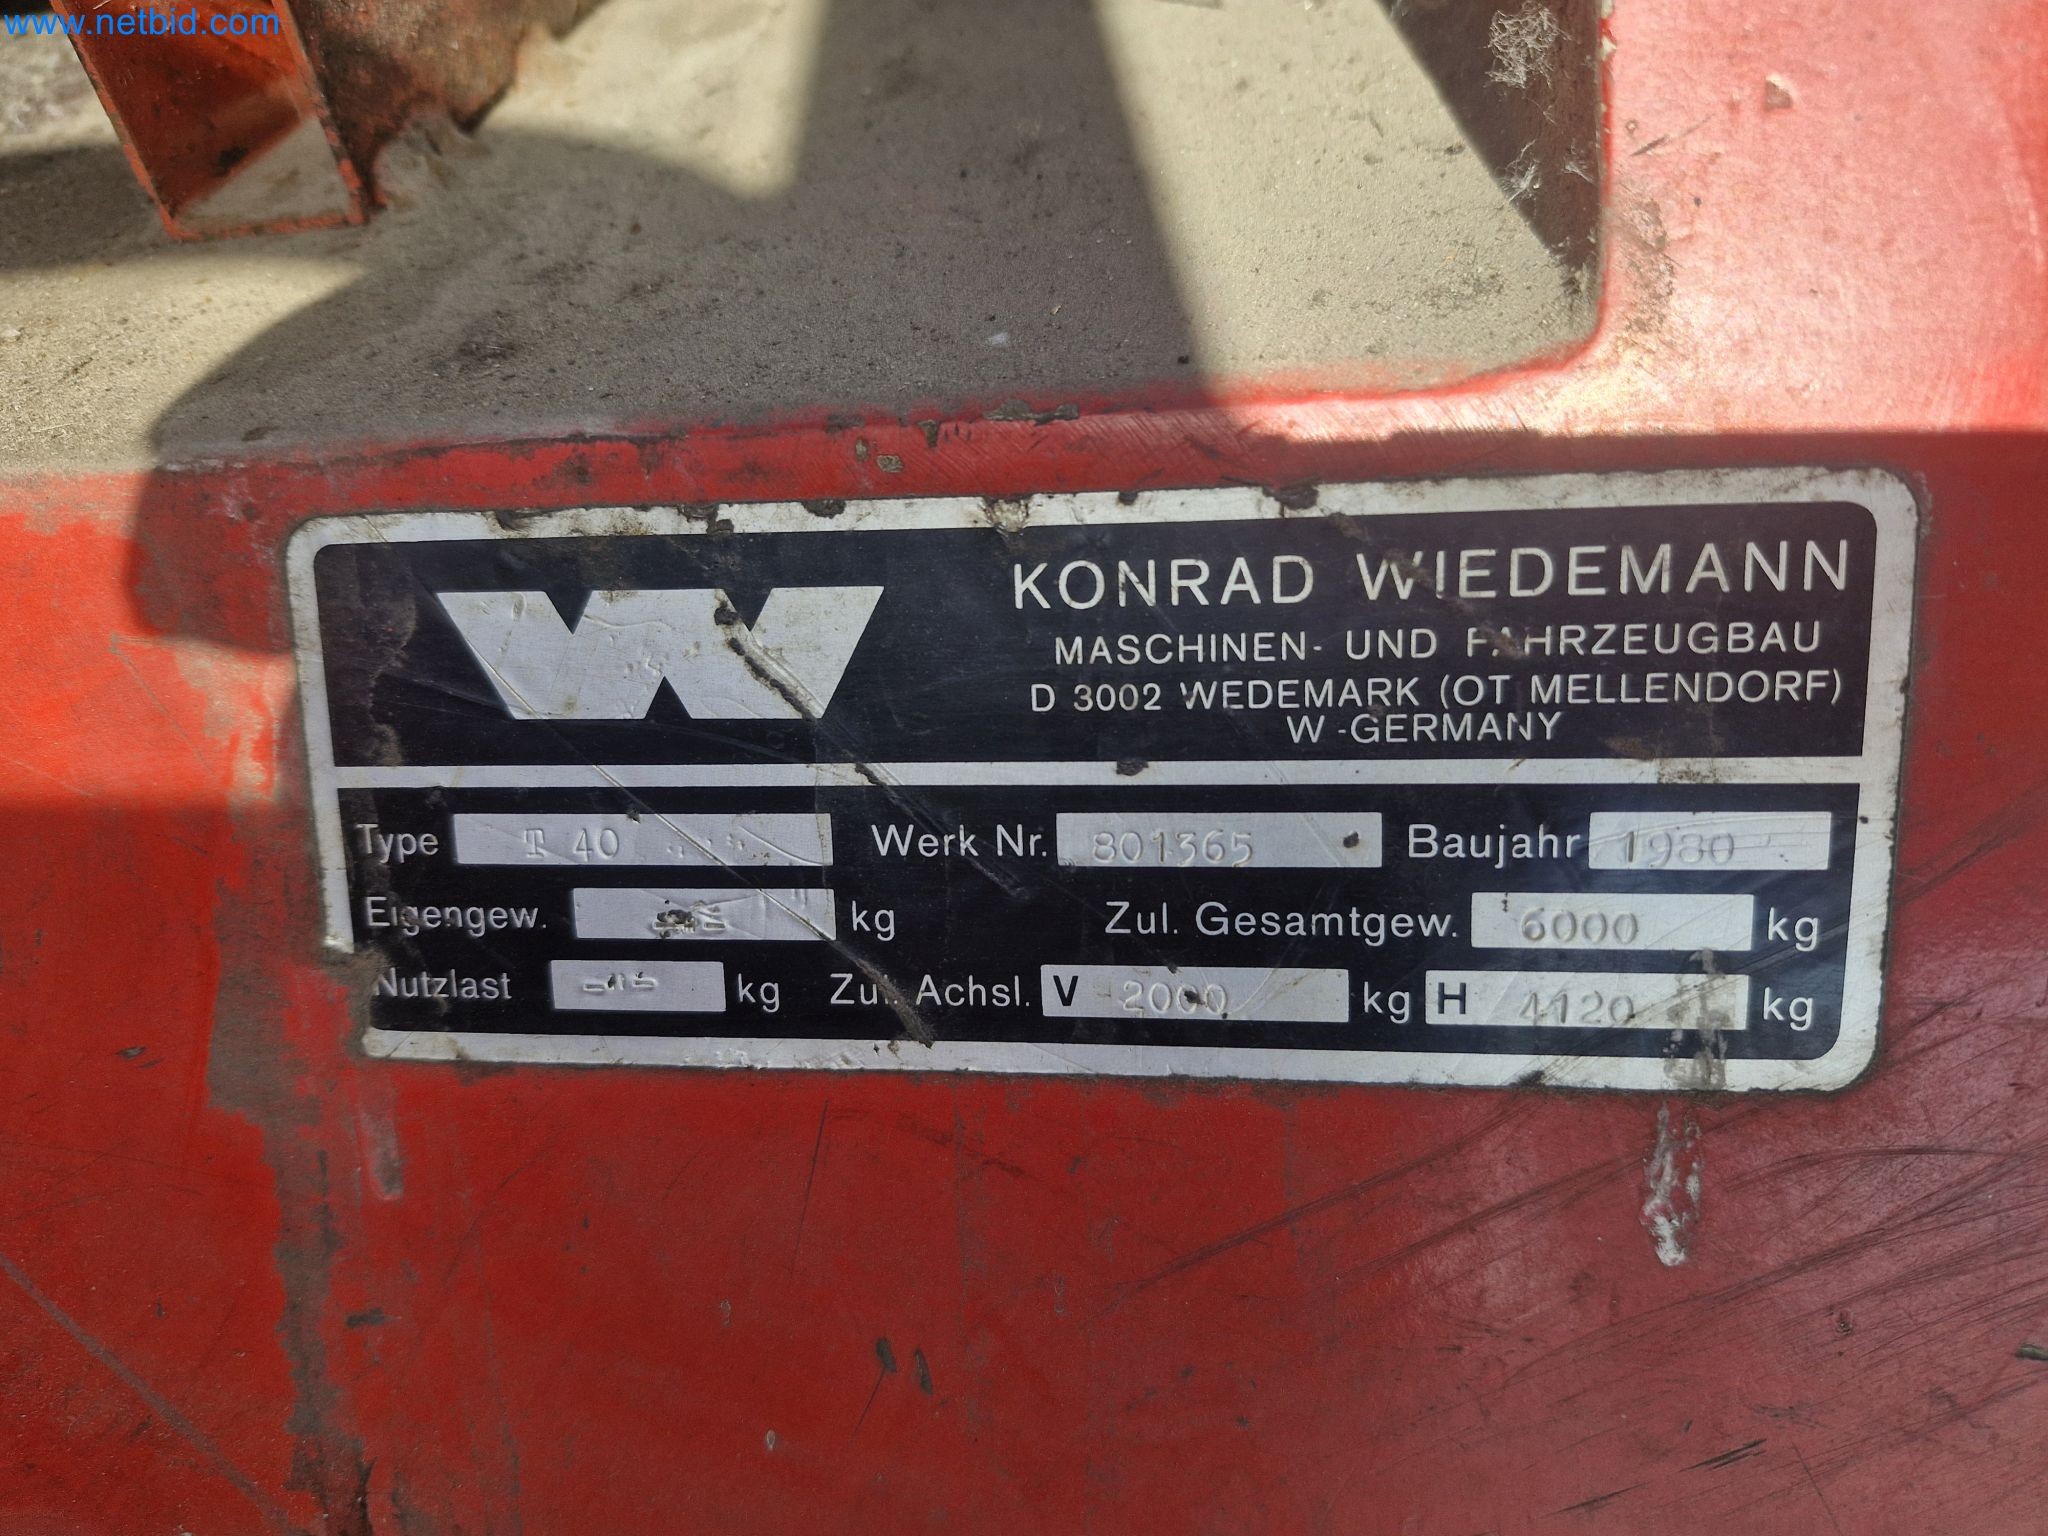 www.netbid.com
KONRAD WIEDEMANN
MASCHINEN- UND FAHRZEUGBAU
D 3002 WEDEMARK (OT MELLENDORF)
W-GERMANY
Type T 40 Werk Nr. 801365 Baujahr 1980
Eigengew. kg Zul. Gesamtgew. 6000 kg
Nutzlast kg Zul. Achsl. V 2000 kg H 4120 kg